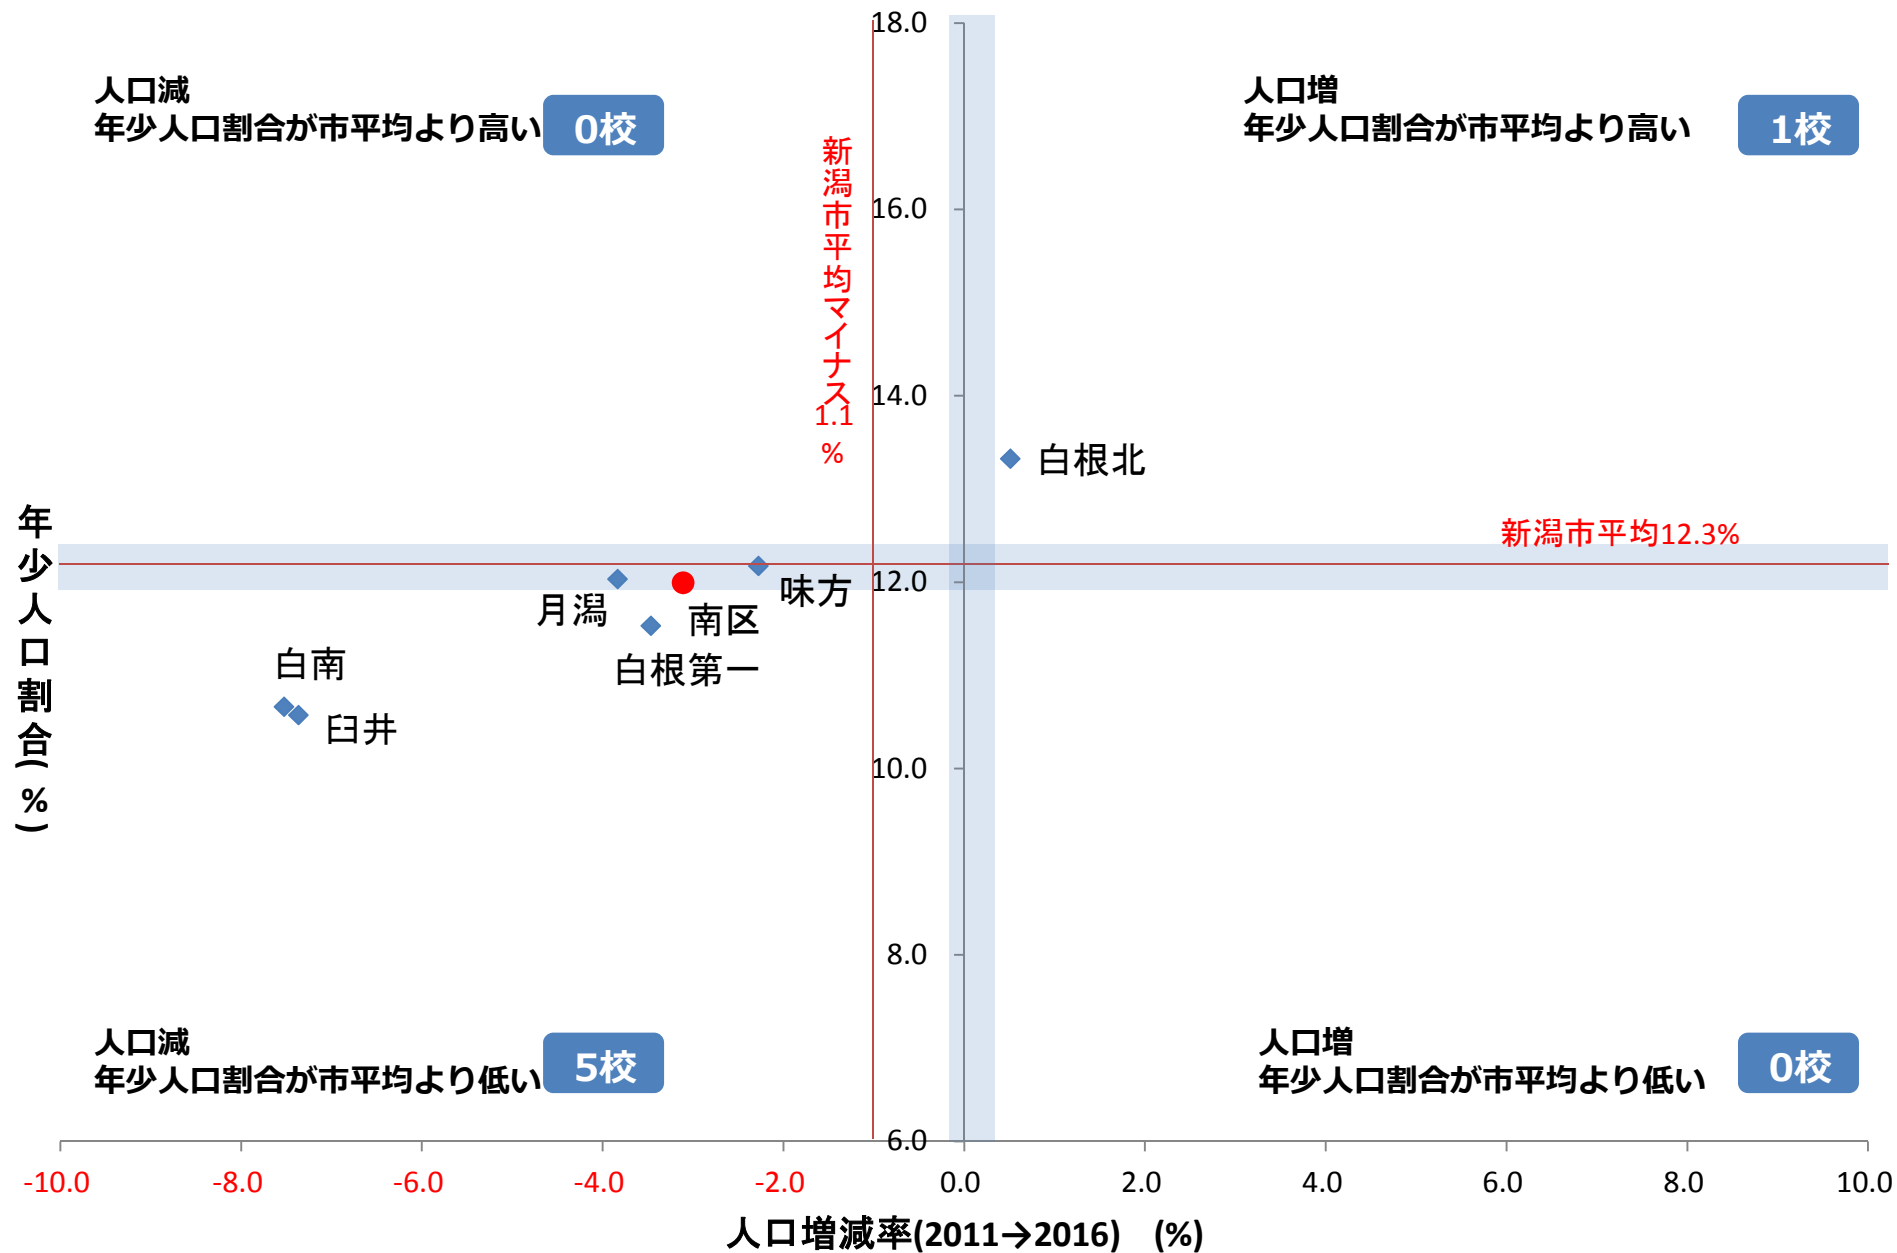 人口減
年少人口割合が市平均より高い
0校
人口増
年少人口割合が市平均より高い
1校
新潟市平均マイナス
1.1
%
18.0
16.0
14.0
12.0
10.0
8.0
6.0
白根北
新潟市平均12.3%
味方
月潟
南区
白根第一
白南
臼井
年少人口割合(%)
人口減
年少人口割合が市平均より低い
5校
人口増
年少人口割合が市平均より低い
0校
-10.0
-8.0
-6.0
-4.0
-2.0
0.0
2.0
4.0
6.0
8.0
10.0
人口増減率(2011→2016) (%)